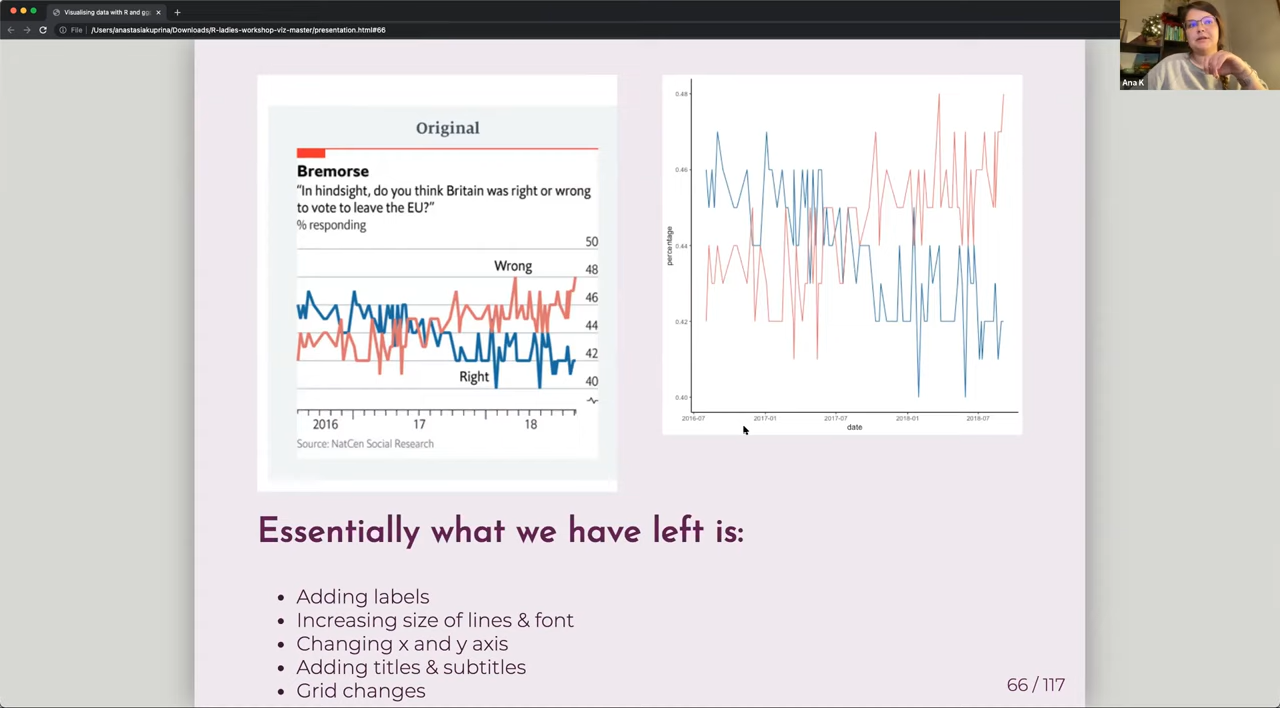 Visualising data with R and gg
File
/Users/anastasiakuprina/Downloads/R-ladies-workshop-viz-master/presentation.html#66
Ana K
Original
Bremorse
"In hindsight, do you think Britain was right or wrong
to vote to leave the EU?"
% responding
50
Wrong
48
46
44
42
Right
40
2016
17
18
Source: NatCen Social Research
0.48
0.46
percentage
0.44
0.42
0.40
2016-07
2017-01
2017-07
2018-01
2018-07
date
Essentially what we have left is:
• Adding labels
• Increasing size of lines & font
• Changing x and y axis
• Adding titles & subtitles
• Grid changes
66 / 117